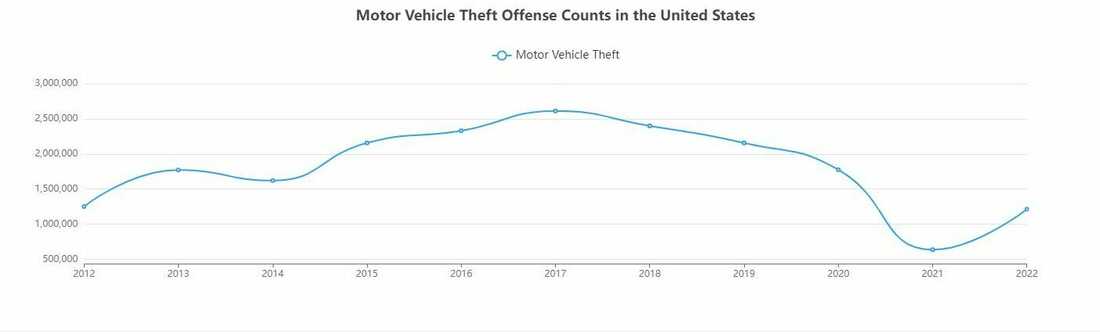 Motor Vehicle Theft Offense Counts in the United States
Motor Vehicle Theft
3,000,000
2,500,000
2,000,000
1,500,000
1,000,000
500,000
2012 2013 2014 2015 2016 2017 2018 2019 2020 2021 2022